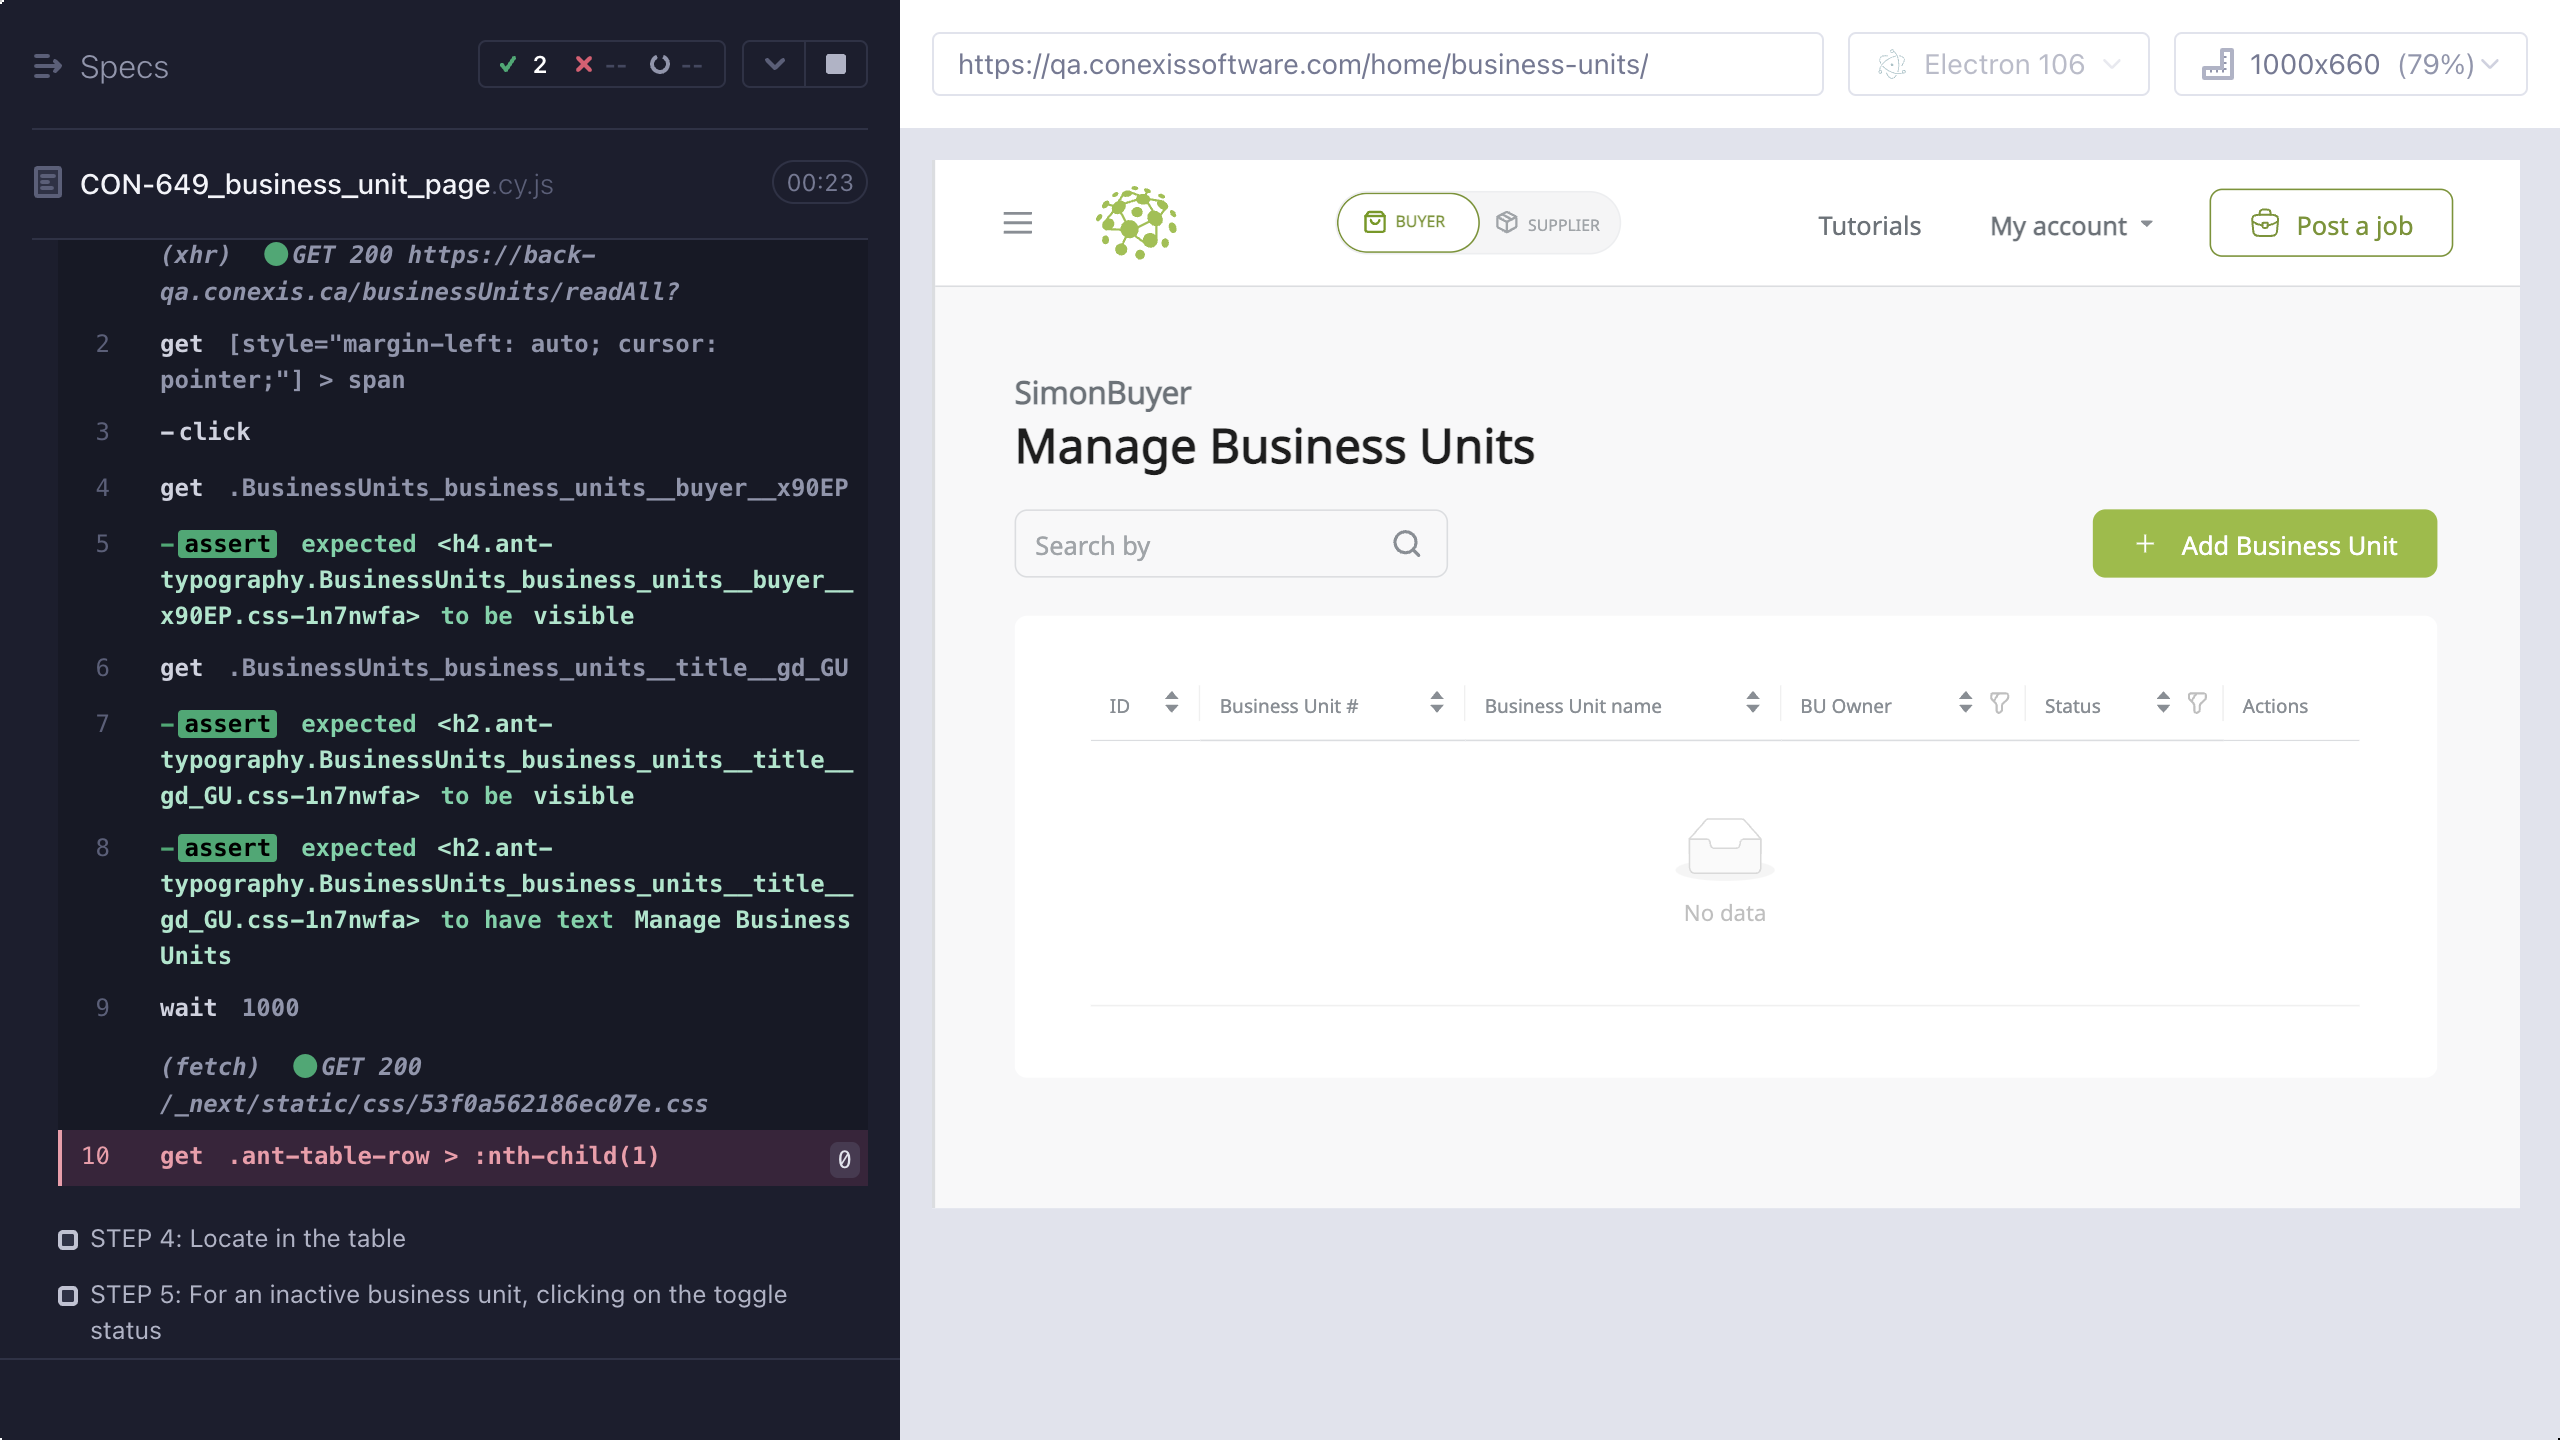 Specs
2 -- --
CON-649_business_unit_page.cy.js 00:23
(xhr) GET 200 https://back-
qa.conexis.ca/businessUnits/readAll?
2 get [style="margin-left: auto; cursor:
pointer;"] > span
3 -click
4 get .BusinessUnits_business_units__buyer__x90EP
5 -assert expected <h4.ant-
typography.BusinessUnits_business_units__buyer__
x90EP.css-1n7nwfa> to be visible
6 get .BusinessUnits_business_units__title__gd_GU
7 -assert expected <h2.ant-
typography.BusinessUnits_business_units__title__
gd_GU.css-1n7nwfa> to be visible
8 -assert expected <h2.ant-
typography.BusinessUnits_business_units__title__
gd_GU.css-1n7nwfa> to have text Manage Business
Units
9 wait 1000
(fetch) GET 200
/_next/static/css/53f0a562186ec07e.css
10 get .ant-table-row > :nth-child(1) 0
STEP 4: Locate in the table
STEP 5: For an inactive business unit, clicking on the toggle
status
https://qa.conexissoftware.com/home/business-units/ Electron 106 1000x660 (79%)
BUYER SUPPLIER Tutorials My account Post a job
SimonBuyer
Manage Business Units
Search by + Add Business Unit
ID Business Unit # Business Unit name BU Owner Status Actions
No data